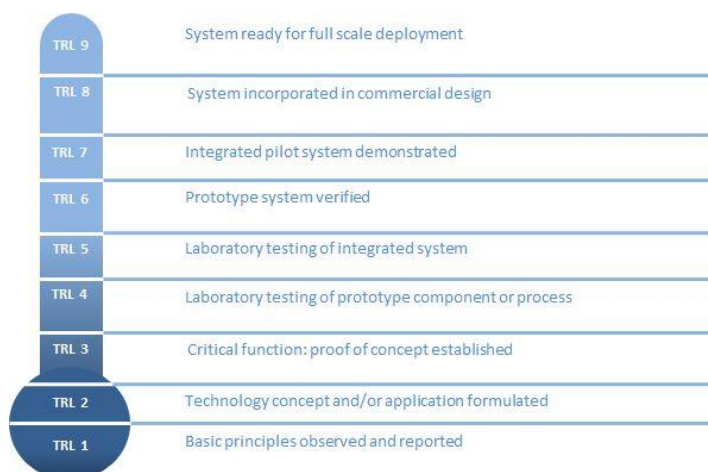 TRL 9 System ready for full scale deployment
TRL 8 System incorporated in commercial design
TRL 7 Integrated pilot system demonstrated
TRL 6 Prototype system verified
TRL 5 Laboratory testing of integrated system
TRL 4 Laboratory testing of prototype component or process
TRL 3 Critical function: proof of concept established
TRL 2 Technology concept and/or application formulated
TRL 1 Basic principles observed and reported